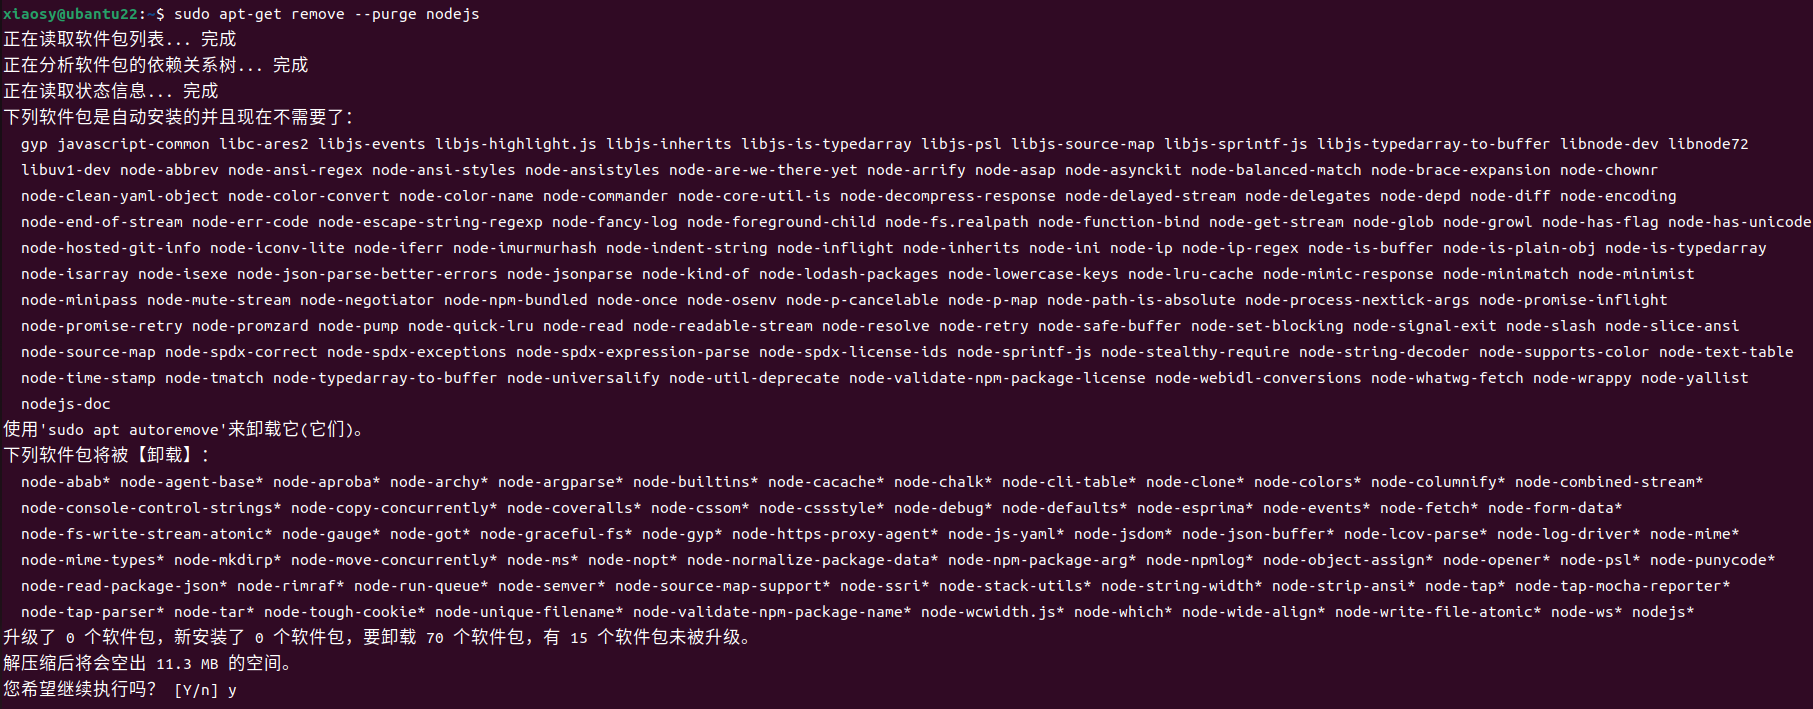 xiaosy@ubantu22:~$ sudo apt-get remove --purge nodejs
正在读取软件包列表... 完成
正在分析软件包的依赖关系树... 完成
正在读取状态信息... 完成
下列软件包是自动安装的并且现在不需要了：
gyp javascript-common libc-ares2 libjs-events libjs-highlight.js libjs-inherits libjs-is-typedarray libjs-psl libjs-source-map libjs-sprintf-js libjs-typedarray-to-buffer libnode-dev libnode72
libuv1-dev node-abbrev node-ansi-regex node-ansi-styles node-ansistyles node-are-we-there-yet node-arrify node-asap node-asynckit node-balanced-match node-brace-expansion node-chownr
node-clean-yaml-object node-color-convert node-color-name node-commander node-core-util-is node-decompress-response node-delayed-stream node-delegates node-depd node-diff node-encoding
node-end-of-stream node-err-code node-escape-string-regexp node-fancy-log node-foreground-child node-fs.realpath node-function-bind node-get-stream node-glob node-growl node-has-flag node-has-unicode
node-hosted-git-info node-iconv-lite node-iferr node-imurmurhash node-indent-string node-inflight node-inherits node-ini node-ip node-ip-regex node-is-buffer node-is-plain-obj node-is-typedarray
node-isarray node-isexe node-json-parse-better-errors node-jsonparse node-kind-of node-lodash-packages node-lowercase-keys node-lru-cache node-mimic-response node-minimatch node-minimist
node-minipass node-mute-stream node-negotiator node-npm-bundled node-once node-osenv node-p-cancelable node-p-map node-path-is-absolute node-process-nextick-args node-promise-inflight
node-promise-retry node-promzard node-pump node-quick-lru node-read node-readable-stream node-resolve node-retry node-safe-buffer node-set-blocking node-signal-exit node-slash node-slice-ansi
node-source-map node-spdx-correct node-spdx-exceptions node-spdx-expression-parse node-spdx-license-ids node-sprintf-js node-stealthy-require node-string-decoder node-supports-color node-text-table
node-time-stamp node-tmatch node-typedarray-to-buffer node-universalify node-util-deprecate node-validate-npm-package-license node-webidl-conversions node-whatwg-fetch node-wrappy node-yallist
nodejs-doc
使用'sudo apt autoremove'来卸载它(它们)。
下列软件包将被【卸载】：
node-abab* node-agent-base* node-aproba* node-archy* node-argparse* node-builtins* node-cacache* node-chalk* node-cli-table* node-clone* node-colors* node-columnify* node-combined-stream*
node-console-control-strings* node-copy-concurrently* node-coveralls* node-cssom* node-cssstyle* node-debug* node-defaults* node-esprima* node-events* node-fetch* node-form-data*
node-fs-write-stream-atomic* node-gauge* node-got* node-graceful-fs* node-gyp* node-https-proxy-agent* node-js-yaml* node-jsdom* node-json-buffer* node-lcov-parse* node-log-driver* node-mime*
node-mime-types* node-mkdirp* node-move-concurrently* node-ms* node-nopt* node-normalize-package-data* node-npm-package-arg* node-npmlog* node-object-assign* node-opener* node-psl* node-punycode*
node-read-package-json* node-rimraf* node-run-queue* node-semver* node-source-map-support* node-ssri* node-stack-utils* node-string-width* node-strip-ansi* node-tap* node-tap-mocha-reporter*
node-tap-parser* node-tar* node-tough-cookie* node-unique-filename* node-validate-npm-package-name* node-wcwidth.js* node-which* node-wide-align* node-write-file-atomic* node-ws* nodejs*
升级了 0 个软件包，新安装了 0 个软件包，要卸载 70 个软件包，有 15 个软件包未被升级。
解压缩后将会空出 11.3 MB 的空间。
您希望继续执行吗？ [Y/n] y